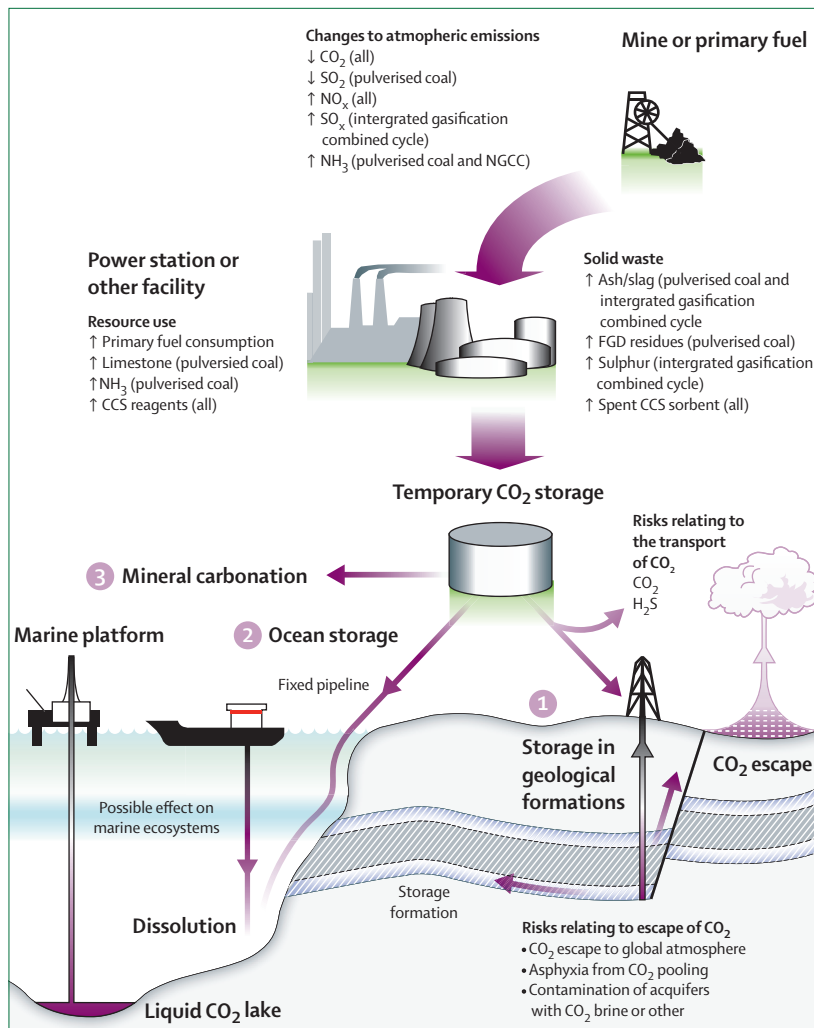 Changes to atmopheric emissions
↓ CO₂ (all)
↓ SO₂ (pulverised coal)
↑ NOₓ (all)
↑ SOₓ (intergrated gasification
combined cycle)
↑ NH₃ (pulverised coal and NGCC)
Mine or primary fuel
Power station or
other facility
Resource use
↑ Primary fuel consumption
↑ Limestone (pulversied coal)
↑NH₃ (pulverised coal)
↑ CCS reagents (all)
Solid waste
↑ Ash/slag (pulverised coal and
intergrated gasification
combined cycle
↑ FGD residues (pulverised coal)
↑ Sulphur (intergrated gasification
combined cycle)
↑ Spent CCS sorbent (all)
Temporary CO₂ storage
Risks relating to
the transport
of CO₂
CO₂
H₂S
3 Mineral carbonation
2 Ocean storage
Marine platform
Fixed pipeline
1
Storage in
geological
formations
CO₂ escape
Possible effect on
marine ecosystems
Storage
formation
Dissolution
Liquid CO₂ lake
Risks relating to escape of CO₂
• CO₂ escape to global atmosphere
• Asphyxia from CO₂ pooling
• Contamination of acquifers
with CO₂ brine or other